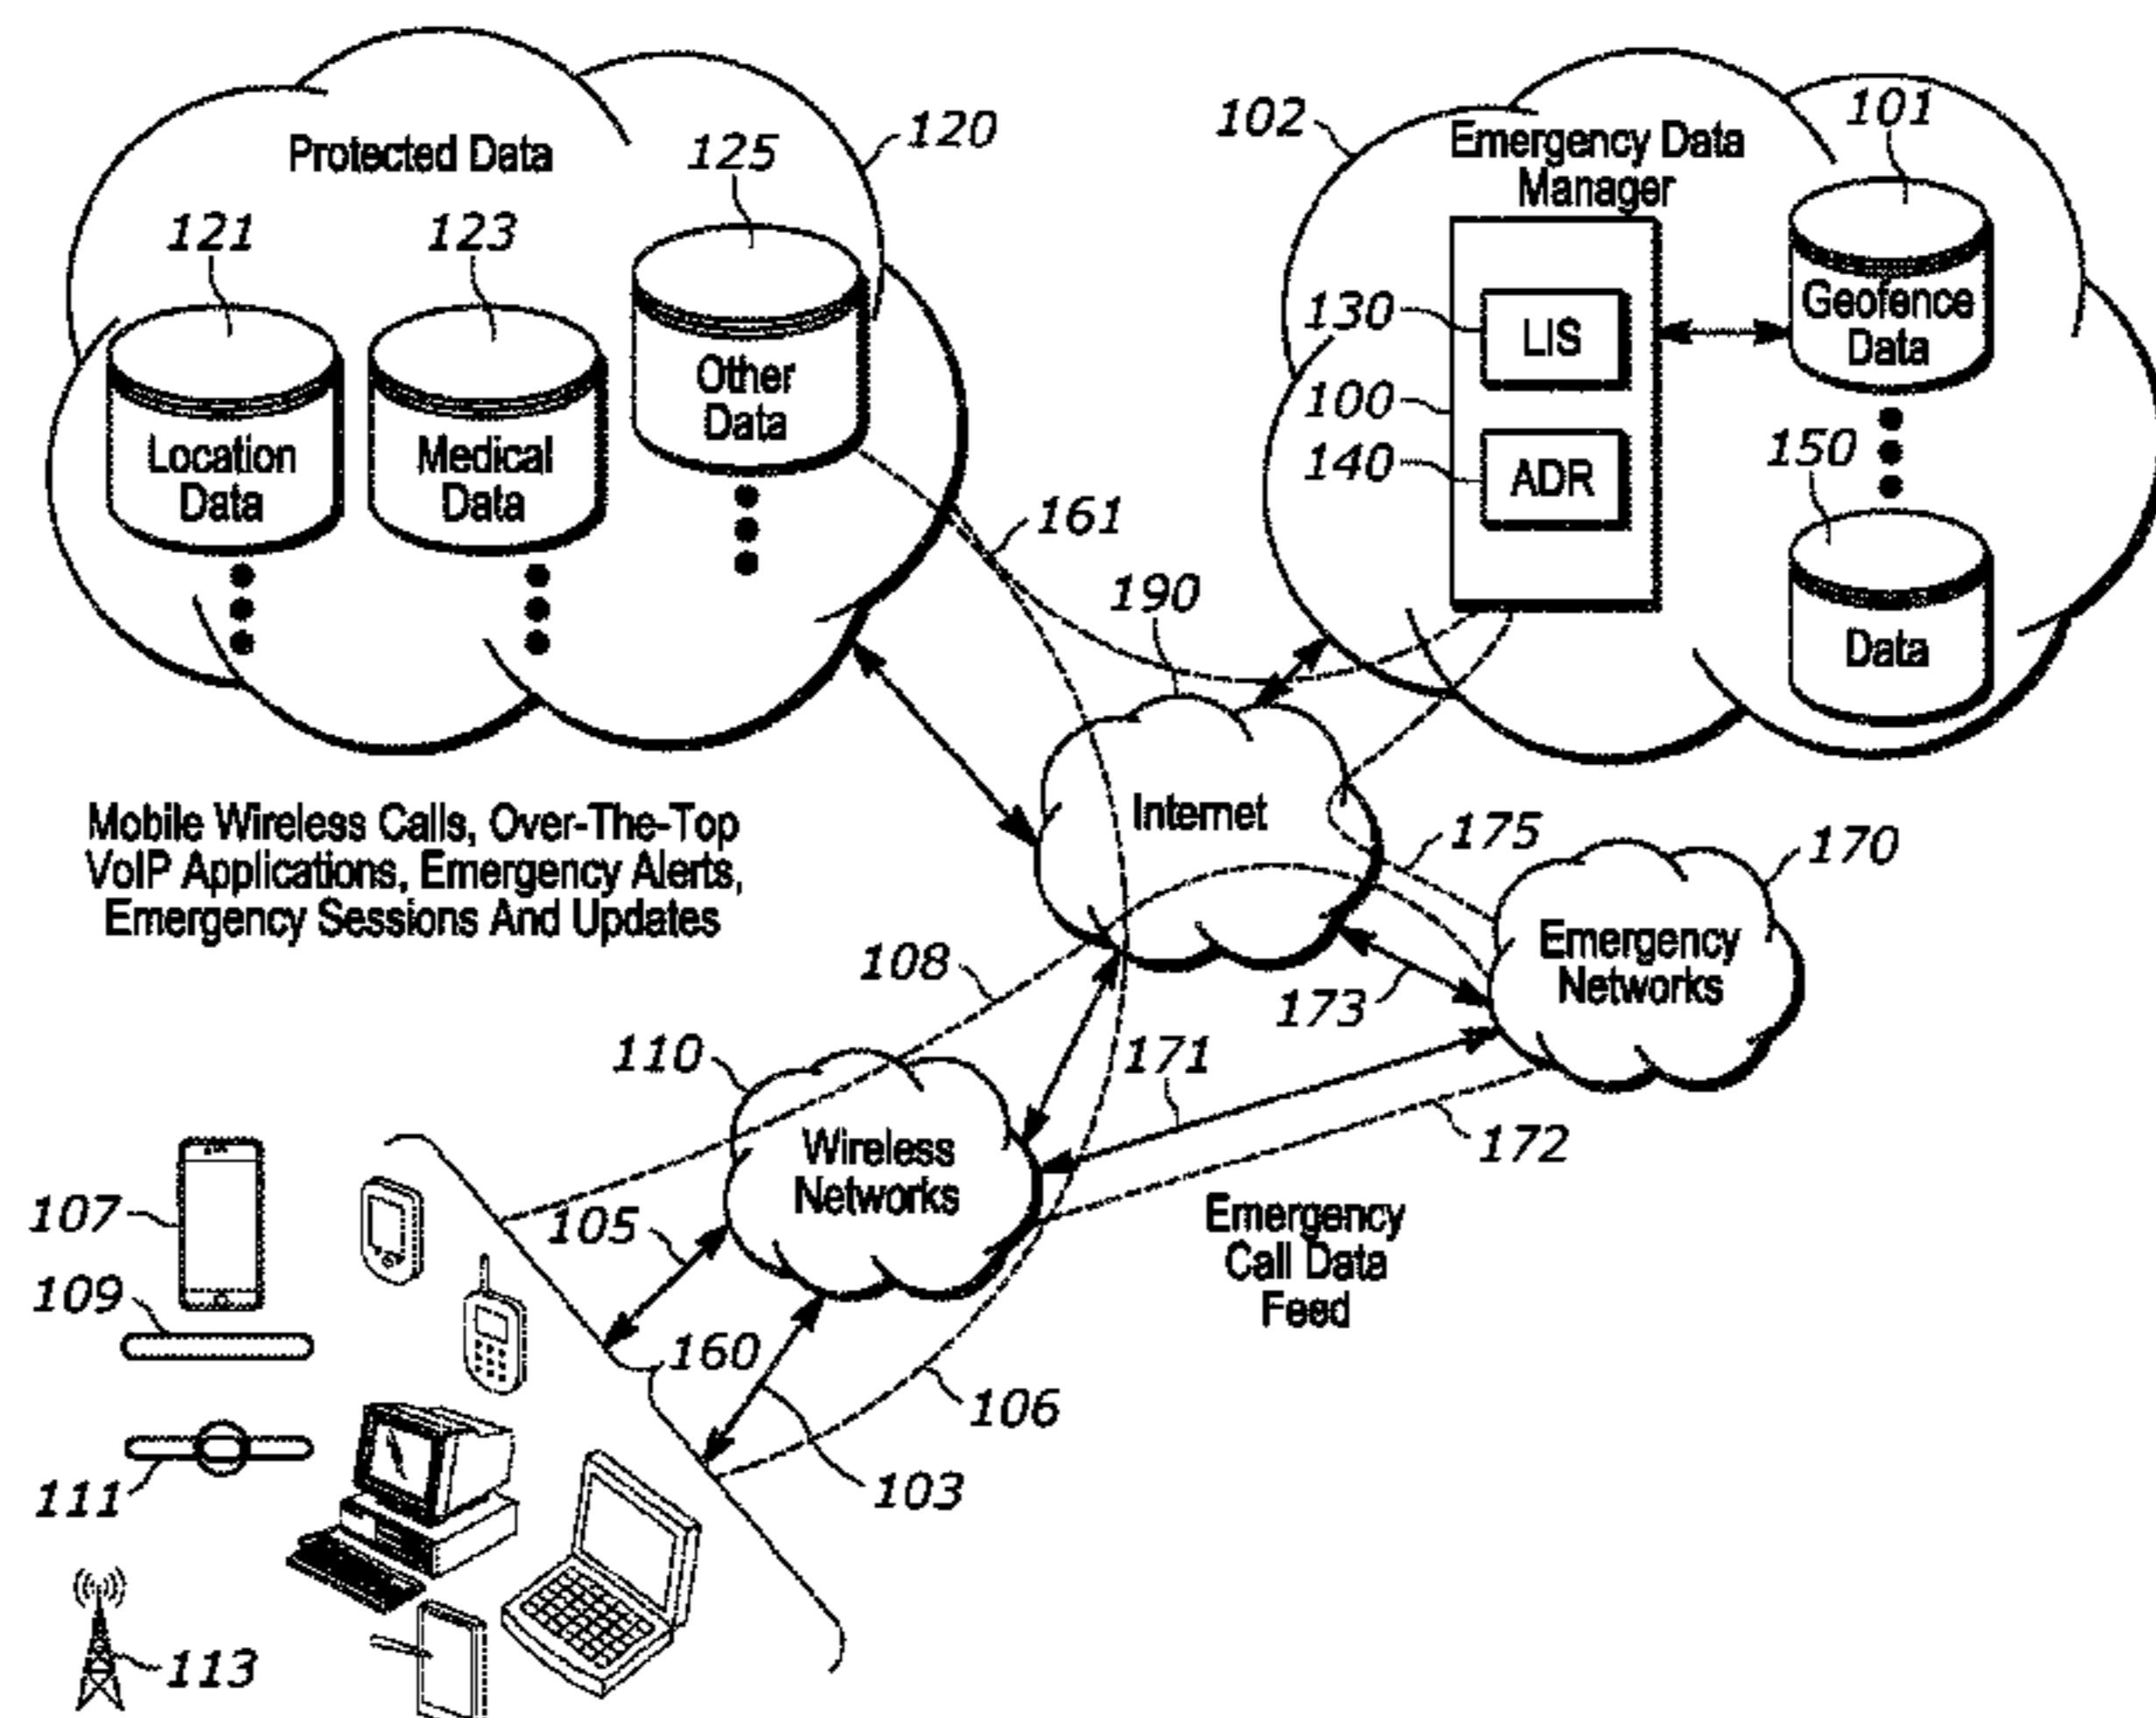 Protected Data
120
125
121
123
Location
Data
Medical
Data
Other
Data
102
Emergency Data
Manager
101
130
LIS
100
140
ADR
Geofence
Data
150
Data
161
190
Internet
Mobile Wireless Calls, Over-The-Top
VoIP Applications, Emergency Alerts,
Emergency Sessions And Updates
175
170
Emergency
Networks
108
173
110
171
Wireless
Networks
172
105
Emergency
Call Data
Feed
107
109
160
106
111
103
113